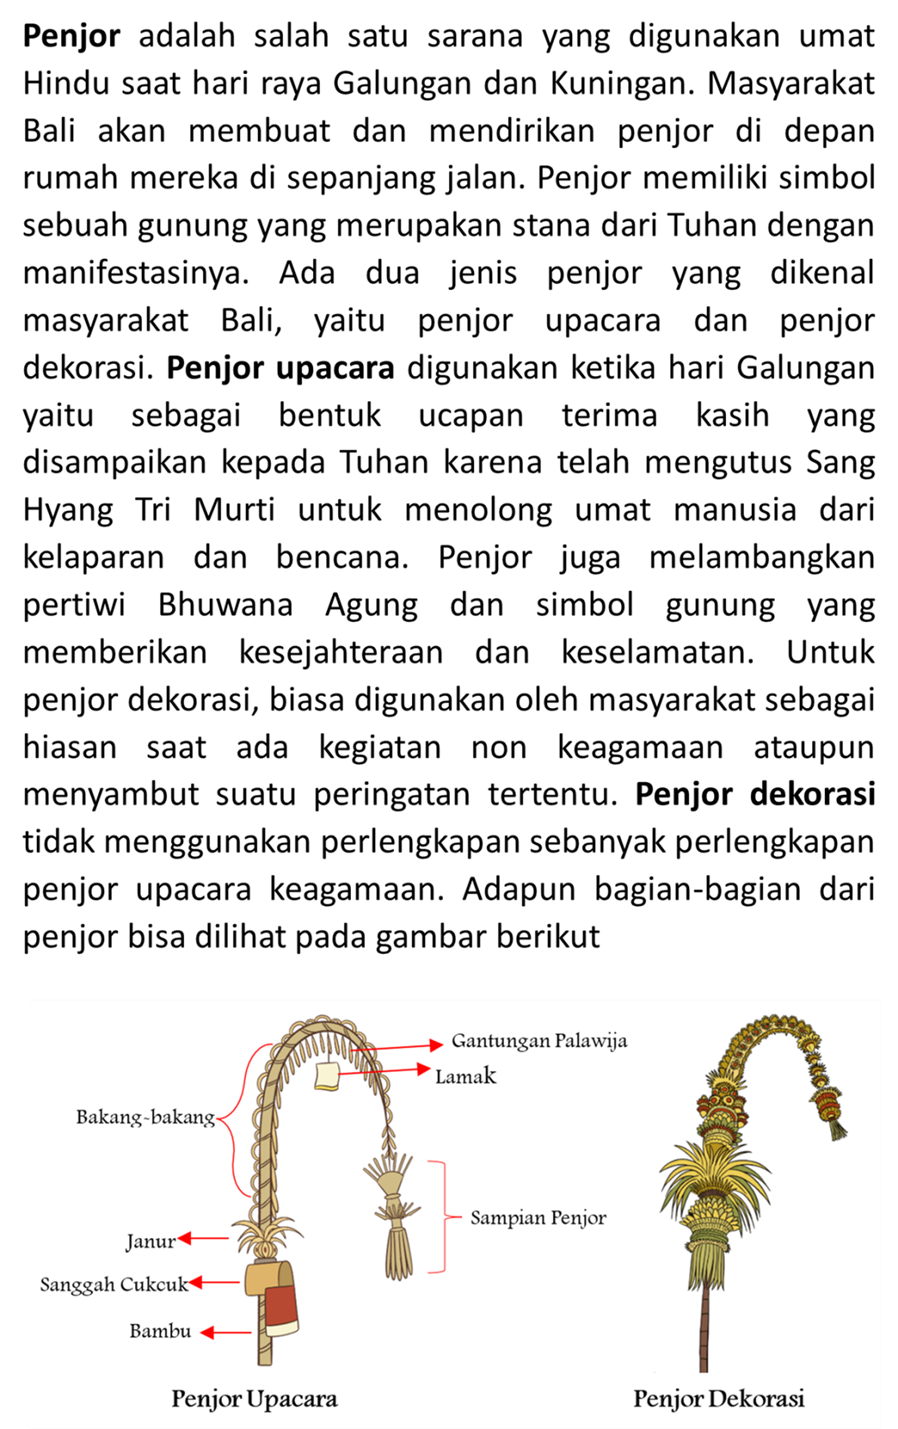 Penjor adalah salah satu sarana yang digunakan umat
Hindu saat hari raya Galungan dan Kuningan. Masyarakat
Bali akan membuat dan mendirikan penjor di depan
rumah mereka di sepanjang jalan. Penjor memiliki simbol
sebuah gunung yang merupakan stana dari Tuhan dengan
manifestasinya. Ada dua jenis penjor yang dikenal
masyarakat Bali, yaitu penjor upacara dan penjor
dekorasi. Penjor upacara digunakan ketika hari Galungan
yaitu sebagai bentuk ucapan terima kasih yang
disampaikan kepada Tuhan karena telah mengutus Sang
Hyang Tri Murti untuk menolong umat manusia dari
kelaparan dan bencana. Penjor juga melambangkan
pertiwi Bhuwana Agung dan simbol gunung yang
memberikan kesejahteraan dan keselamatan. Untuk
penjor dekorasi, biasa digunakan oleh masyarakat sebagai
hiasan saat ada kegiatan non keagamaan ataupun
menyambut suatu peringatan tertentu. Penjor dekorasi
tidak menggunakan perlengkapan sebanyak perlengkapan
penjor upacara keagamaan. Adapun bagian-bagian dari
penjor bisa dilihat pada gambar berikut
Gantungan Palawija
Lamak
Bakang-bakang
Sampian Penjor
Janur
Sanggah Cukcuk
Bambu
Penjor Upacara
Penjor Dekorasi